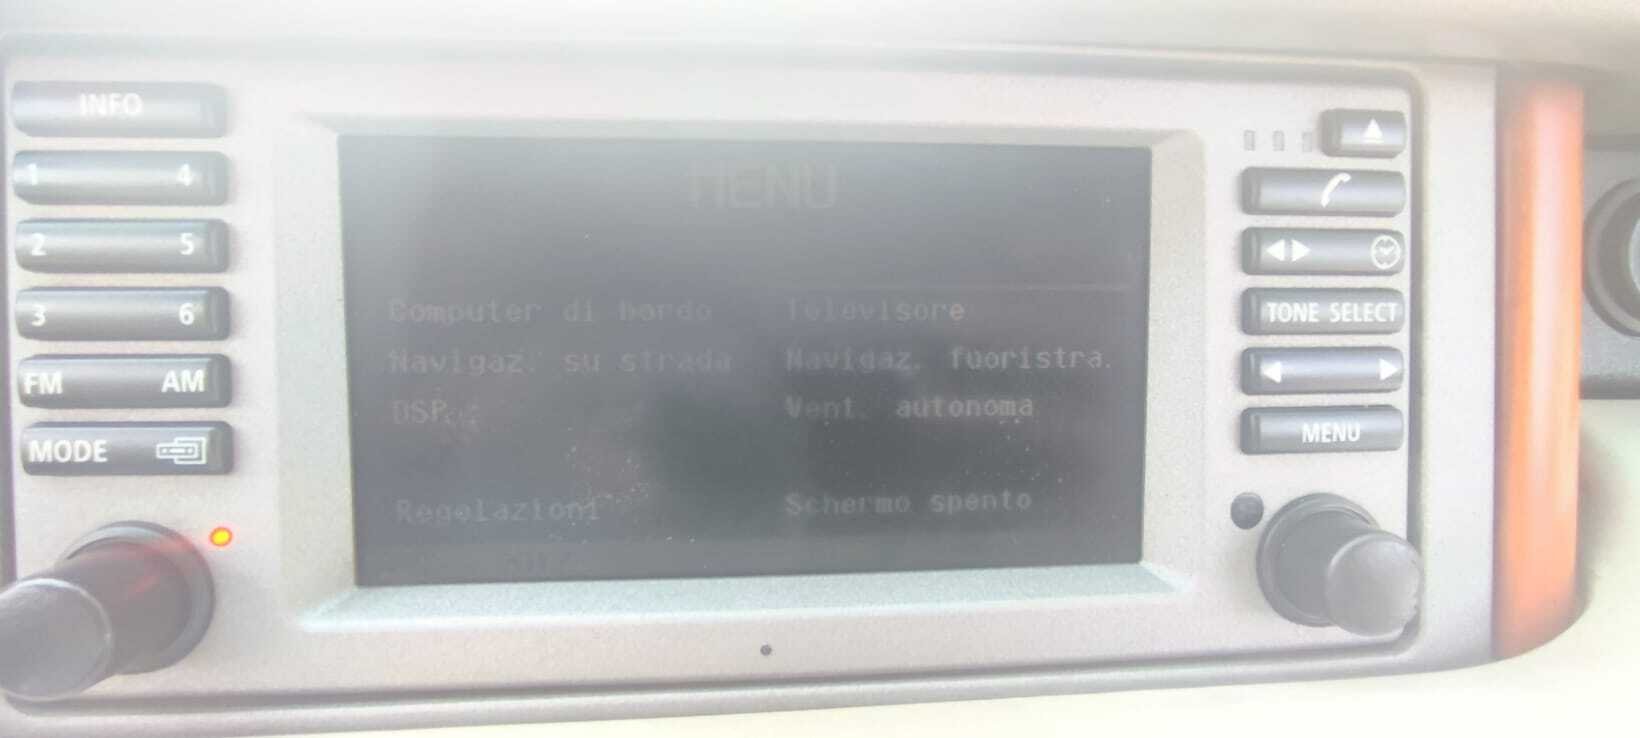 INFO
1 4
2 5
3 6
FM AM
MODE
MENU
Computer di bordo Televisore
Navigaz. su strada Navigaz. fuoristra.
DSP Vent. autonoma
Regolazioni Schermo spento
TONE SELECT
MENU